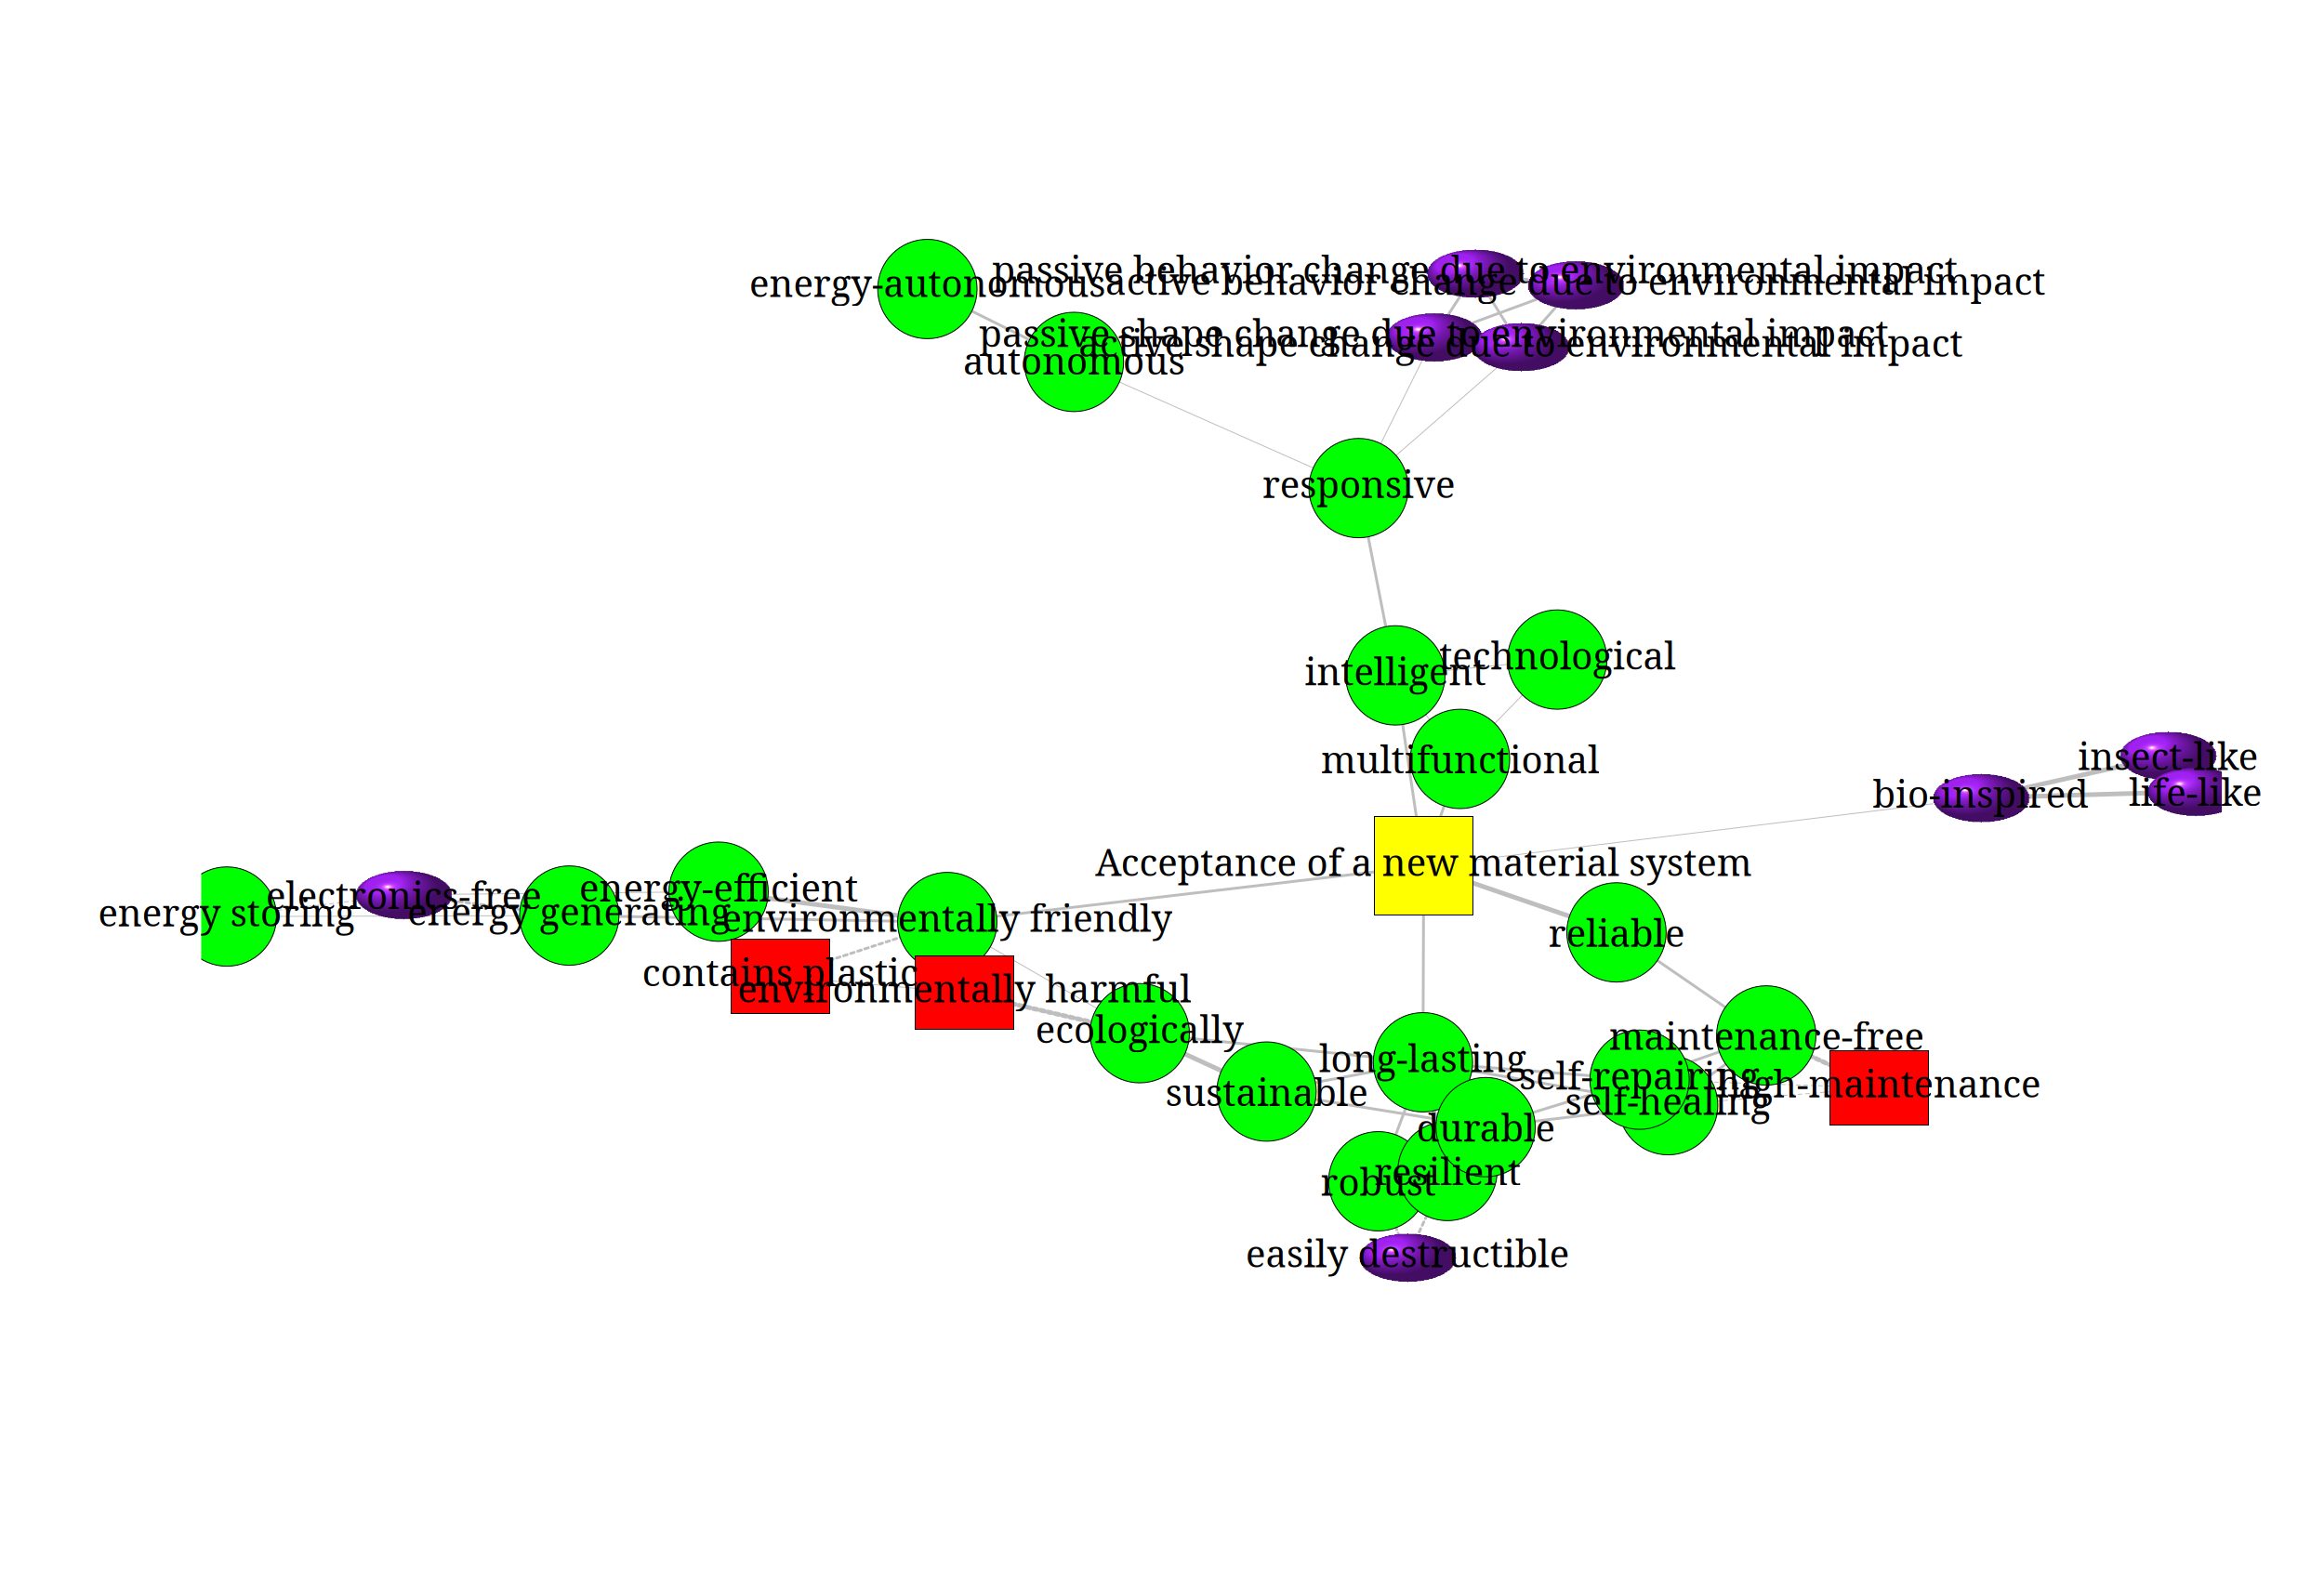 passive behavior change due to environmental impact
energy-autonomous
active behavior change due to environmental impact
passive shape change due to environmental impact
active shape change due to environmental impact
autonomous
responsive
technological
intelligent
multifunctional
insect-like
bio-inspired
life-like
Acceptance of a new material system
energy-efficient
electronics-free
energy storing
energy generating
environmentally friendly
reliable
contains plastic
environmentally harmful
ecologically
maintenance-free
long-lasting
self-repairing
high-maintenance
sustainable
self-healing
durable
resilient
robust
easily destructible